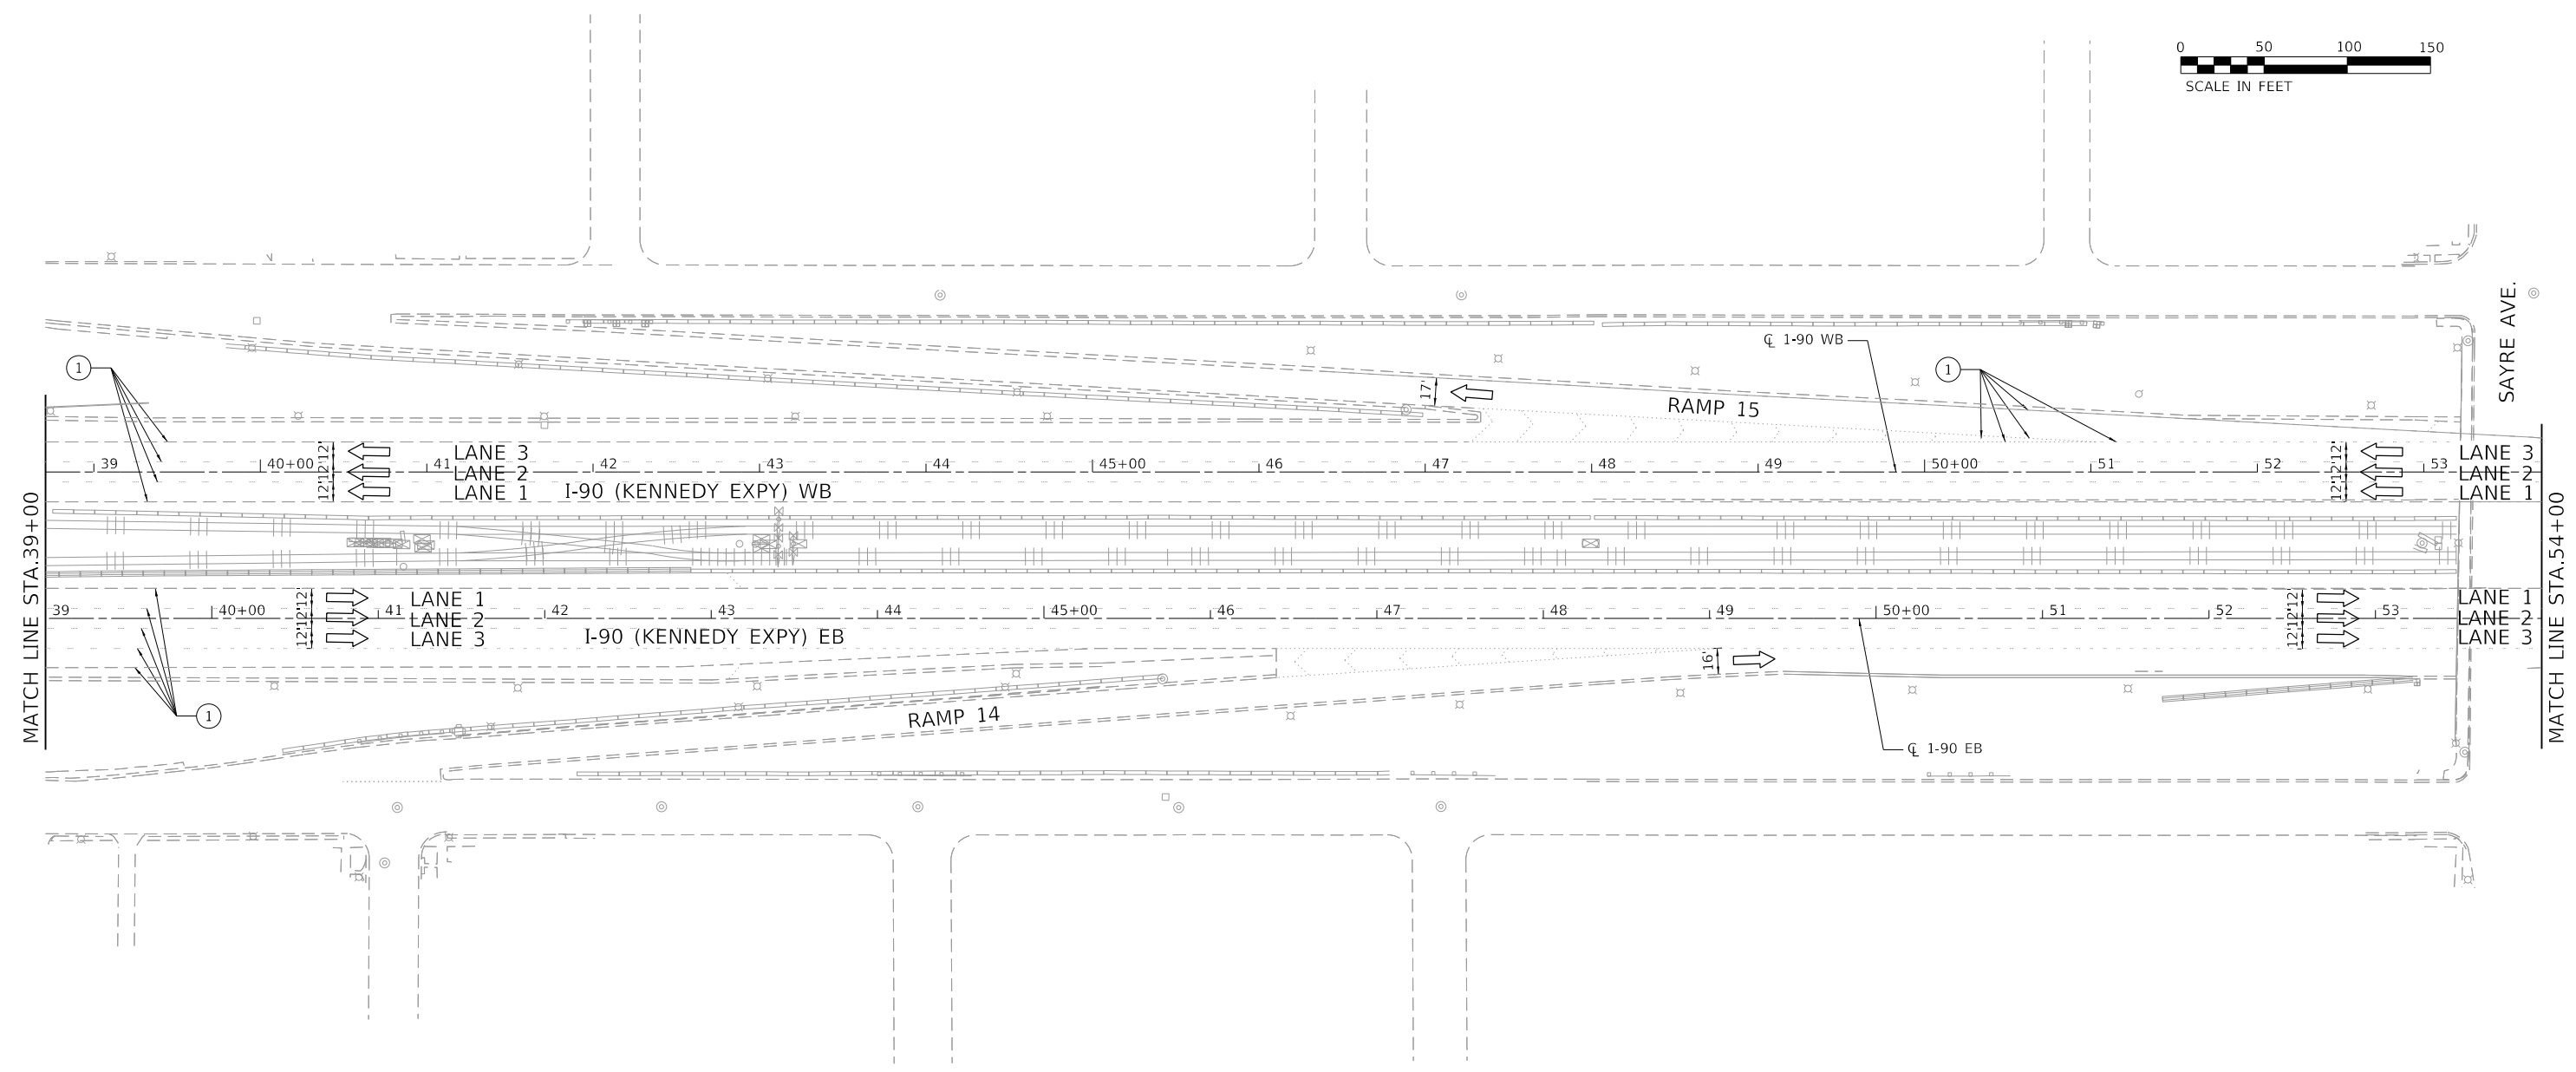 0 50 100 150
SCALE IN FEET
SAYRE AVE.
℄ 1-90 WB
1
1
17'
RAMP 15
12'
12'
12'
LANE 3
LANE 2
LANE 1
I-90 (KENNEDY EXPY) WB
39 40+00 41 42 43 44 45+00 46 47 48 49 50+00 51 52 53
12'
12'
12'
LANE 3
LANE 2
LANE 1
MATCH LINE STA.39+00
MATCH LINE STA.54+00
12'
12'
12'
LANE 1
LANE 2
LANE 3
I-90 (KENNEDY EXPY) EB
39 40+00 41 42 43 44 45+00 46 47 48 49 50+00 51 52 53
12'
12'
12'
LANE 1
LANE 2
LANE 3
16'
1
RAMP 14
℄ 1-90 EB